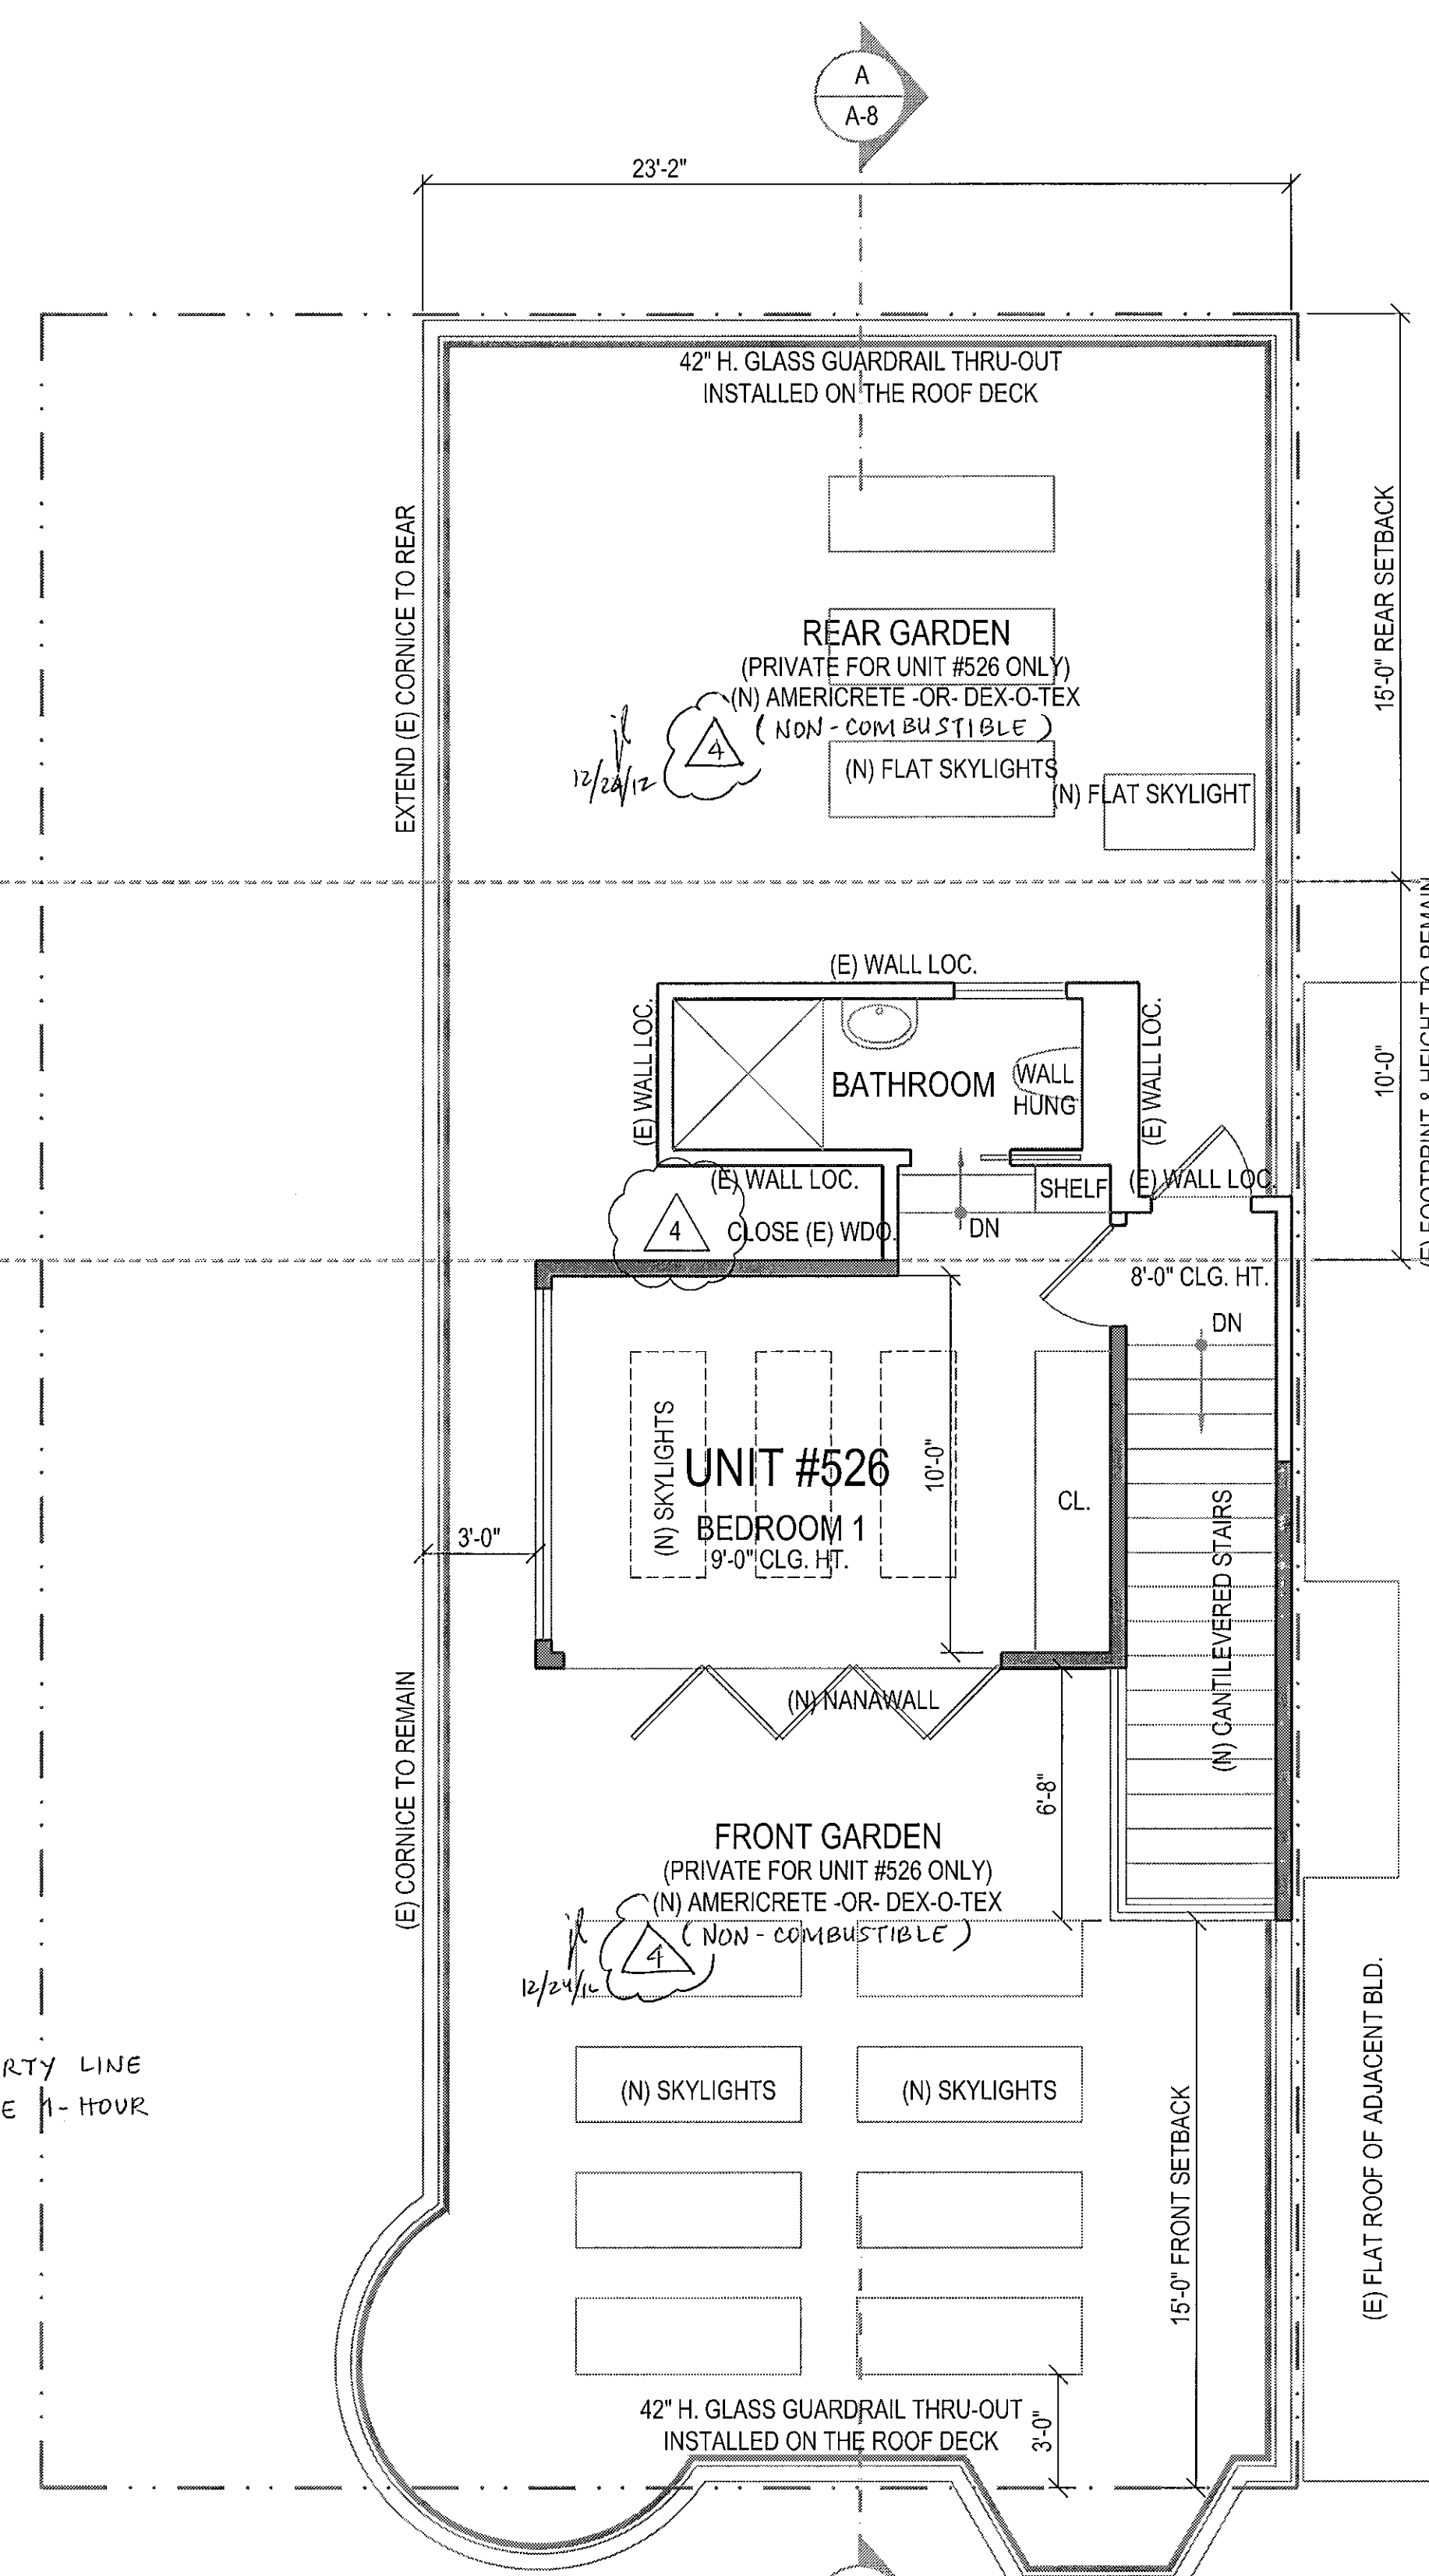 A
A-8
23'-2"
42" H. GLASS GUARDRAIL THRU-OUT
INSTALLED ON THE ROOF DECK
EXTEND (E) CORNICE TO REAR
15'-0" REAR SETBACK
REAR GARDEN
(PRIVATE FOR UNIT #526 ONLY)
(N) AMERICRETE -OR- DEX-O-TEX
(NON-COMBUSTIBLE)
4
jl
12/24/12
(N) FLAT SKYLIGHTS
(N) FLAT SKYLIGHT
(E) FOOTPRINT & HEIGHT TO REMAIN
10'-0"
(E) WALL LOC.
(E) WALL LOC.
(E) WALL LOC.
BATHROOM
WALL
HUNG
(E) WALL LOC.
SHELF
(E) WALL LOC.
4
CLOSE (E) WDO.
DN
8'-0" CLG. HT.
DN
(N) SKYLIGHTS
UNIT #526
BEDROOM 1
9'-0" CLG. HT.
10'-0"
CL.
3'-0"
(N) CANTILEVERED STAIRS
(N) NANAWALL
(E) CORNICE TO REMAIN
6'-8"
FRONT GARDEN
(PRIVATE FOR UNIT #526 ONLY)
(N) AMERICRETE -OR- DEX-O-TEX
(NON-COMBUSTIBLE)
4
jl
12/24/12
RTY LINE
E 1-HOUR
(N) SKYLIGHTS
(N) SKYLIGHTS
15'-0" FRONT SETBACK
(E) FLAT ROOF OF ADJACENT BLD.
42" H. GLASS GUARDRAIL THRU-OUT
INSTALLED ON THE ROOF DECK
3'-0"